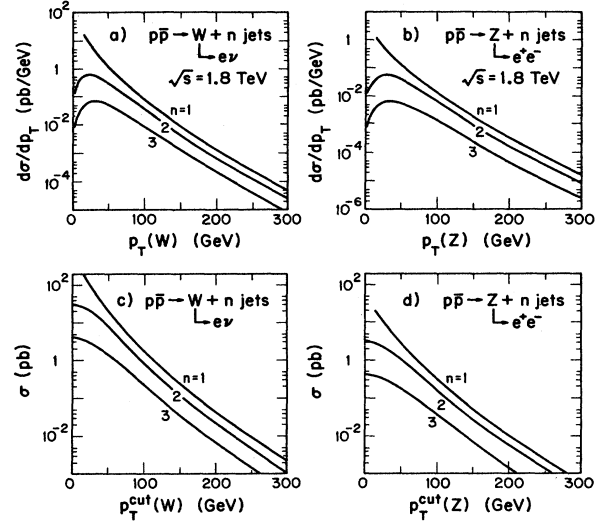 a) pp̄ → W + n jets
↳ eν
√s = 1.8 TeV
n=1
2
3
dσ/dp_T (pb/GeV)
10²
1
10⁻²
10⁻⁴
0 100 200 300
p_T(W) (GeV)
b) pp̄ → Z + n jets
↳ e⁺e⁻
√s = 1.8 TeV
n=1
2
3
dσ/dp_T (pb/GeV)
1
10⁻²
10⁻⁴
10⁻⁶
0 100 200 300
p_T(Z) (GeV)
c) pp̄ → W + n jets
↳ eν
n=1
2
3
σ (pb)
10²
1
10⁻²
0 100 200 300
p_T^cut(W) (GeV)
d) pp̄ → Z + n jets
↳ e⁺e⁻
n=1
2
3
σ (pb)
10²
1
10⁻²
0 100 200 300
p_T^cut(Z) (GeV)